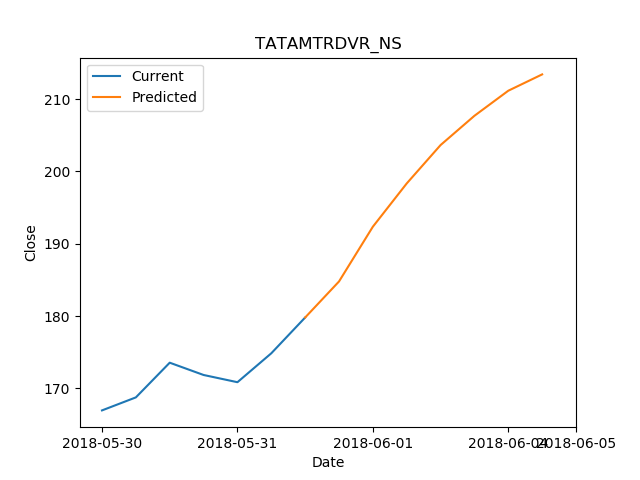 TATAMTRDVR_NS
Current
Predicted
210
200
190
180
170
Close
2018-05-30 2018-05-31 2018-06-01 2018-06-04 2018-06-05
Date